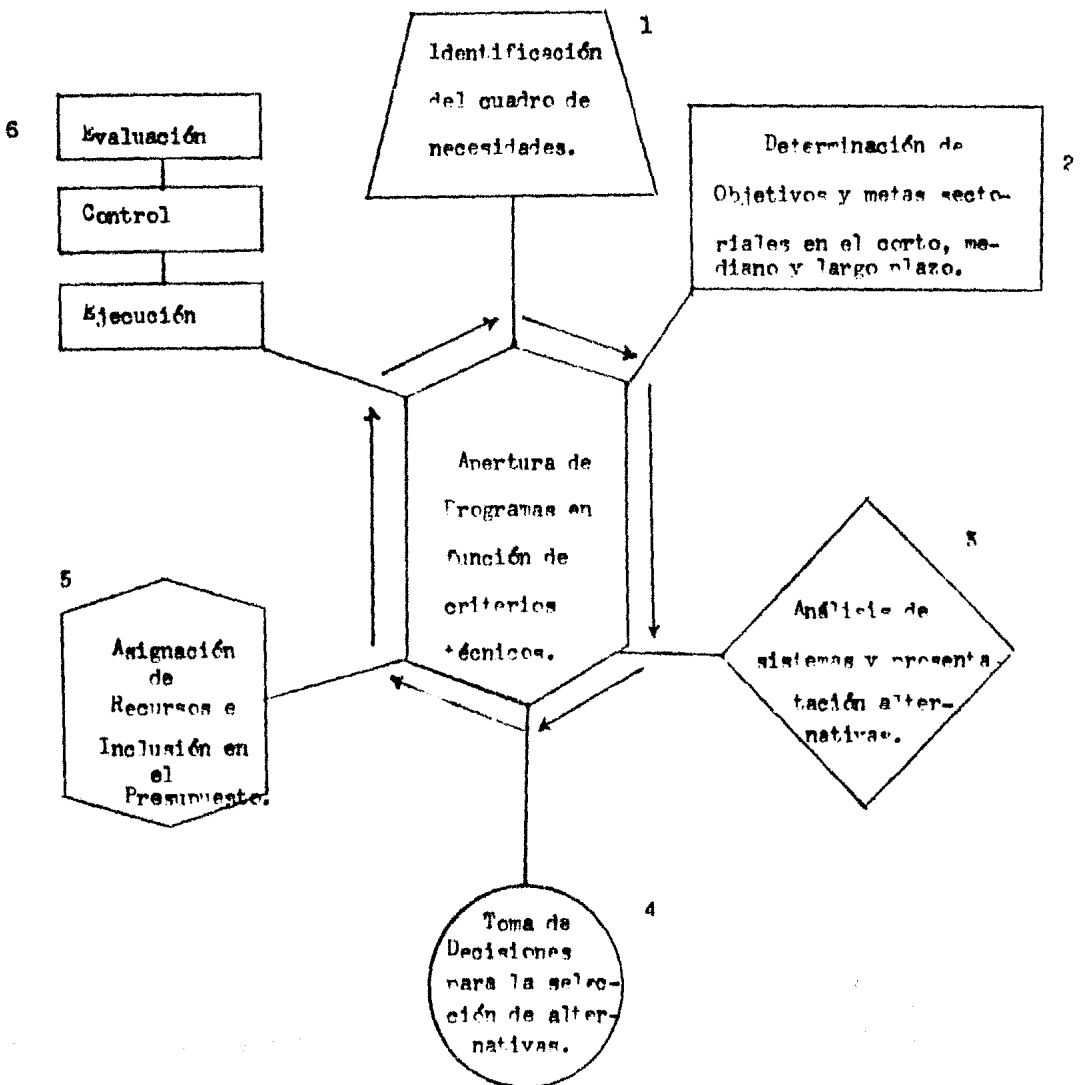 1
Identificación
del cuadro de
necesidades.
6
Evaluación
Control
Ejecución
2
Determinación de
Objetivos y metas secto-
riales en el corto, me-
diano y largo plazo.
Apertura de
Programas en
función de
criterios
técnicos.
3
Análisis de
sistemas y presenta
tación alter-
nativas.
5
Asignación
de
Recursos e
Inclusión en
el
Presupuesto.
4
Toma de
Decisiones
para la selec-
ción de alter-
nativas.